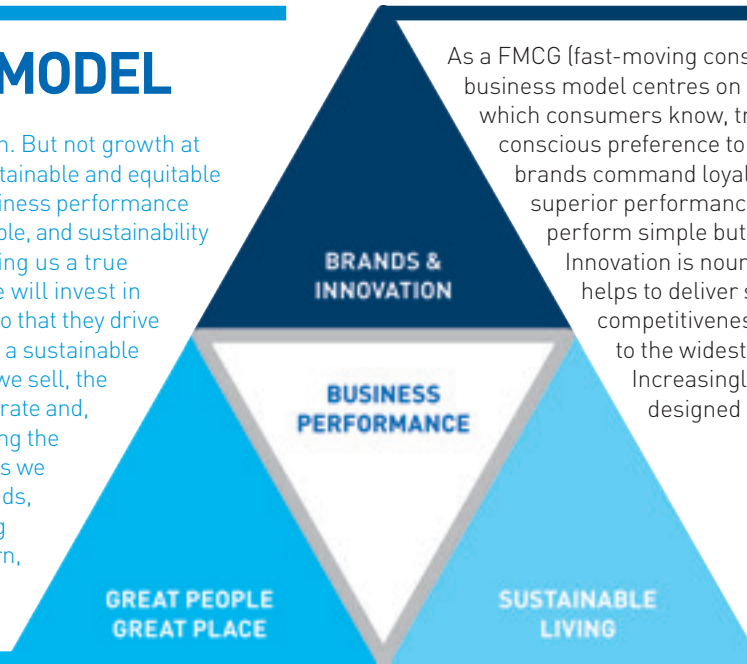 MODEL
But not growth at
tainable and equitable
iness performance
ple, and sustainability
ing us a true
e will invest in
o that they drive
a sustainable
we sell, the
rate and,
ng the
s we
ds,
g
rn,
BRANDS &
INNOVATION
BUSINESS
PERFORMANCE
GREAT PEOPLE
GREAT PLACE
SUSTAINABLE
LIVING
As a FMCG (fast-moving cons
business model centres on
which consumers know, tr
conscious preference to
brands command loyal
superior performanc
perform simple but
Innovation is nour
helps to deliver s
competitivenes
to the widest
Increasingl
designed